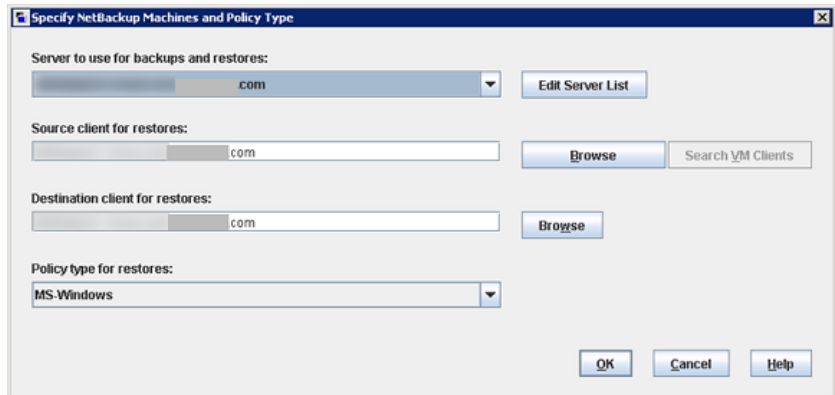 Specify NetBackup Machines and Policy Type
Server to use for backups and restores:
.com
Edit Server List
Source client for restores:
.com
Browse
Search VM Clients
Destination client for restores:
.com
Browse
Policy type for restores:
MS-Windows
OK
Cancel
Help